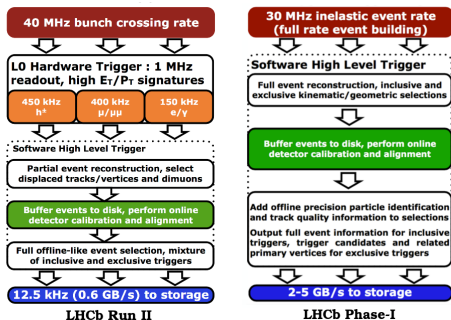 40 MHz bunch crossing rate
L0 Hardware Trigger : 1 MHz
readout, high ET/PT signatures
450 kHz
h±
400 kHz
μ/μμ
150 kHz
e/γ
Software High Level Trigger
Partial event reconstruction, select
displaced tracks/vertices and dimuons
Buffer events to disk, perform online
detector calibration and alignment
Full offline-like event selection, mixture
of inclusive and exclusive triggers
12.5 kHz (0.6 GB/s) to storage
LHCb Run II
30 MHz inelastic event rate
(full rate event building)
Software High Level Trigger
Full event reconstruction, inclusive and
exclusive kinematic/geometric selections
Buffer events to disk, perform online
detector calibration and alignment
Add offline precision particle identification
and track quality information to selections
Output full event information for inclusive
triggers, trigger candidates and related
primary vertices for exclusive triggers
2-5 GB/s to storage
LHCb Phase-I